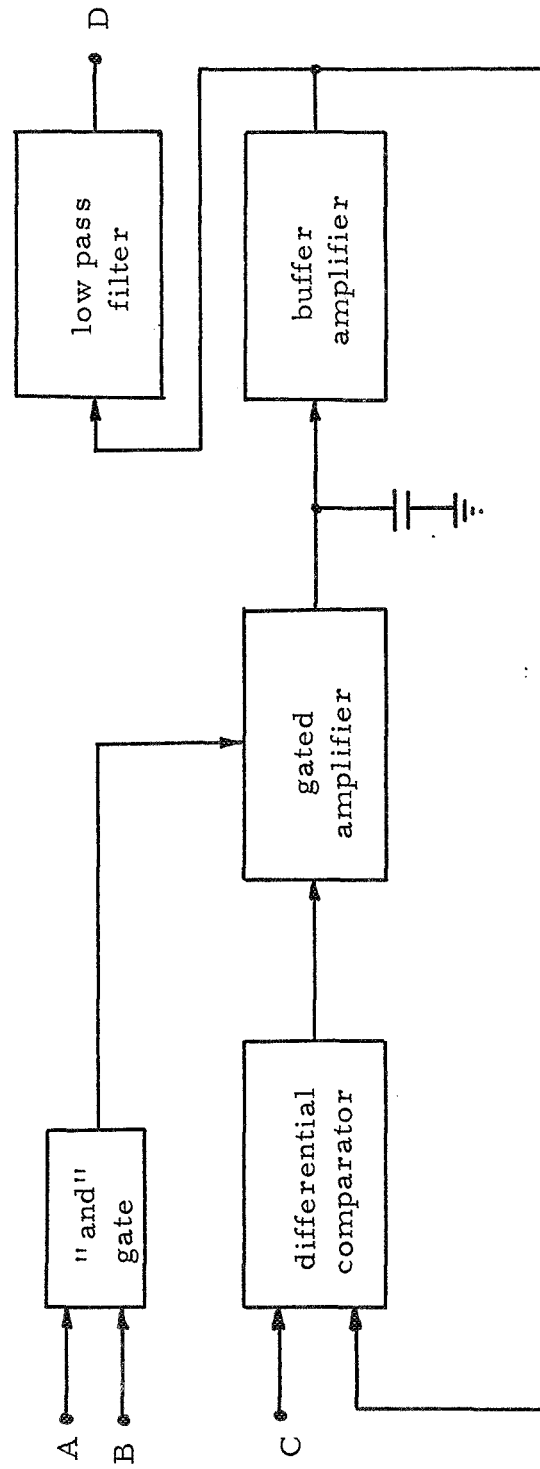 A
B
"and"
gate
C
differential
comparator
gated
amplifier
buffer
amplifier
low pass
filter
D